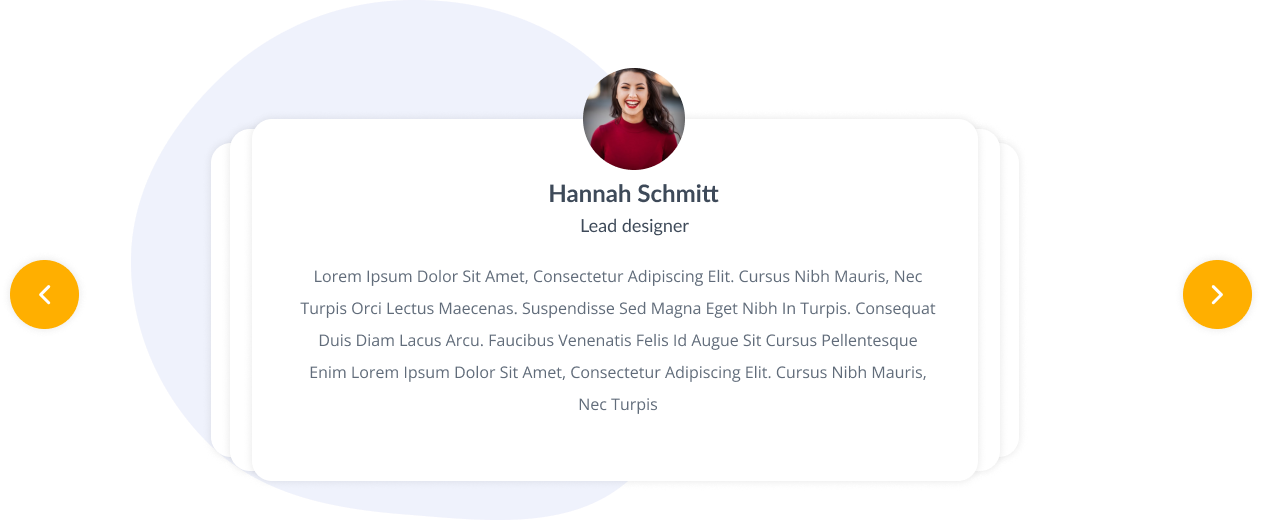 Hannah Schmitt
Lead designer
Lorem Ipsum Dolor Sit Amet, Consectetur Adipiscing Elit. Cursus Nibh Mauris, Nec
Turpis Orci Lectus Maecenas. Suspendisse Sed Magna Eget Nibh In Turpis. Consequat
Duis Diam Lacus Arcu. Faucibus Venenatis Felis Id Augue Sit Cursus Pellentesque
Enim Lorem Ipsum Dolor Sit Amet, Consectetur Adipiscing Elit. Cursus Nibh Mauris,
Nec Turpis